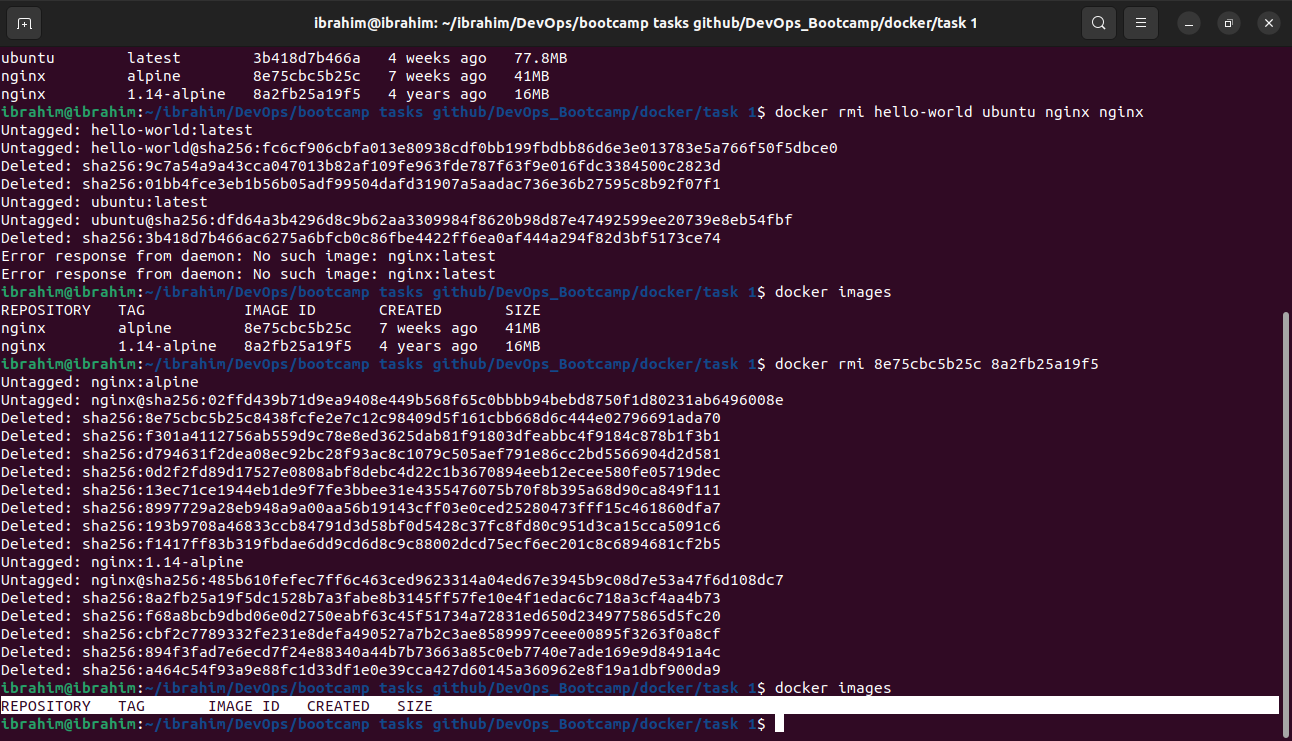 ibrahim@ibrahim: ~/ibrahim/DevOps/bootcamp tasks github/DevOps_Bootcamp/docker/task 1
ubuntu        latest        3b418d7b466a   4 weeks ago   77.8MB
nginx         alpine        8e75cbc5b25c   7 weeks ago   41MB
nginx         1.14-alpine   8a2fb25a19f5   4 years ago   16MB
ibrahim@ibrahim:~/ibrahim/DevOps/bootcamp tasks github/DevOps_Bootcamp/docker/task 1$ docker rmi hello-world ubuntu nginx nginx
Untagged: hello-world:latest
Untagged: hello-world@sha256:fc6cf906cbfa013e80938cdf0bb199fbdbb86d6e3e013783e5a766f50f5dbce0
Deleted: sha256:9c7a54a9a43cca047013b82af109fe963fde787f63f9e016fdc3384500c2823d
Deleted: sha256:01bb4fce3eb1b56b05adf99504dafd31907a5aadac736e36b27595c8b92f07f1
Untagged: ubuntu:latest
Untagged: ubuntu@sha256:dfd64a3b4296d8c9b62aa3309984f8620b98d87e47492599ee20739e8eb54fbf
Deleted: sha256:3b418d7b466ac6275a6bfcb0c86fbe4422ff6ea0af444a294f82d3bf5173ce74
Error response from daemon: No such image: nginx:latest
Error response from daemon: No such image: nginx:latest
ibrahim@ibrahim:~/ibrahim/DevOps/bootcamp tasks github/DevOps_Bootcamp/docker/task 1$ docker images
REPOSITORY   TAG           IMAGE ID       CREATED       SIZE
nginx        alpine        8e75cbc5b25c   7 weeks ago   41MB
nginx        1.14-alpine   8a2fb25a19f5   4 years ago   16MB
ibrahim@ibrahim:~/ibrahim/DevOps/bootcamp tasks github/DevOps_Bootcamp/docker/task 1$ docker rmi 8e75cbc5b25c 8a2fb25a19f5
Untagged: nginx:alpine
Untagged: nginx@sha256:02ffd439b71d9ea9408e449b568f65c0bbbb94bebd8750f1d80231ab6496008e
Deleted: sha256:8e75cbc5b25c8438fcfe2e7c12c98409d5f161cbb668d6c444e02796691ada70
Deleted: sha256:f301a4112756ab559d9c78e8ed3625dab81f91803dfeabbc4f9184c878b1f3b1
Deleted: sha256:d794631f2dea08ec92bc28f93ac8c1079c505aef791e86cc2bd5566904d2d581
Deleted: sha256:0d2f2fd89d17527e0808abf8debc4d22c1b3670894eeb12ecee580fe05719dec
Deleted: sha256:13ec71ce1944eb1de9f7fe3bbee31e4355476075b70f8b395a68d90ca849f111
Deleted: sha256:8997729a28eb948a9a00aa56b19143cff03e0ced25280473fff15c461860dfa7
Deleted: sha256:193b9708a46833ccb84791d3d58bf0d5428c37fc8fd80c951d3ca15cca5091c6
Deleted: sha256:f1417ff83b319fbdae6dd9cd6d8c9c88002dcd75ecf6ec201c8c6894681cf2b5
Untagged: nginx:1.14-alpine
Untagged: nginx@sha256:485b610fefec7ff6c463ced9623314a04ed67e3945b9c08d7e53a47f6d108dc7
Deleted: sha256:8a2fb25a19f5dc1528b7a3fabe8b3145ff57fe10e4f1edac6c718a3cf4aa4b73
Deleted: sha256:f68a8bcb9dbd06e0d2750eabf63c45f51734a72831ed650d2349775865d5fc20
Deleted: sha256:cbf2c7789332fe231e8defa490527a7b2c3ae8589997ceee00895f3263f0a8cf
Deleted: sha256:894f3fad7e6ecd7f24e88340a44b7b73663a85c0eb7740e7ade169e9d8491a4c
Deleted: sha256:a464c54f93a9e88fc1d33df1e0e39cca427d60145a360962e8f19a1dbf900da9
ibrahim@ibrahim:~/ibrahim/DevOps/bootcamp tasks github/DevOps_Bootcamp/docker/task 1$ docker images
REPOSITORY   TAG       IMAGE ID   CREATED   SIZE
ibrahim@ibrahim:~/ibrahim/DevOps/bootcamp tasks github/DevOps_Bootcamp/docker/task 1$